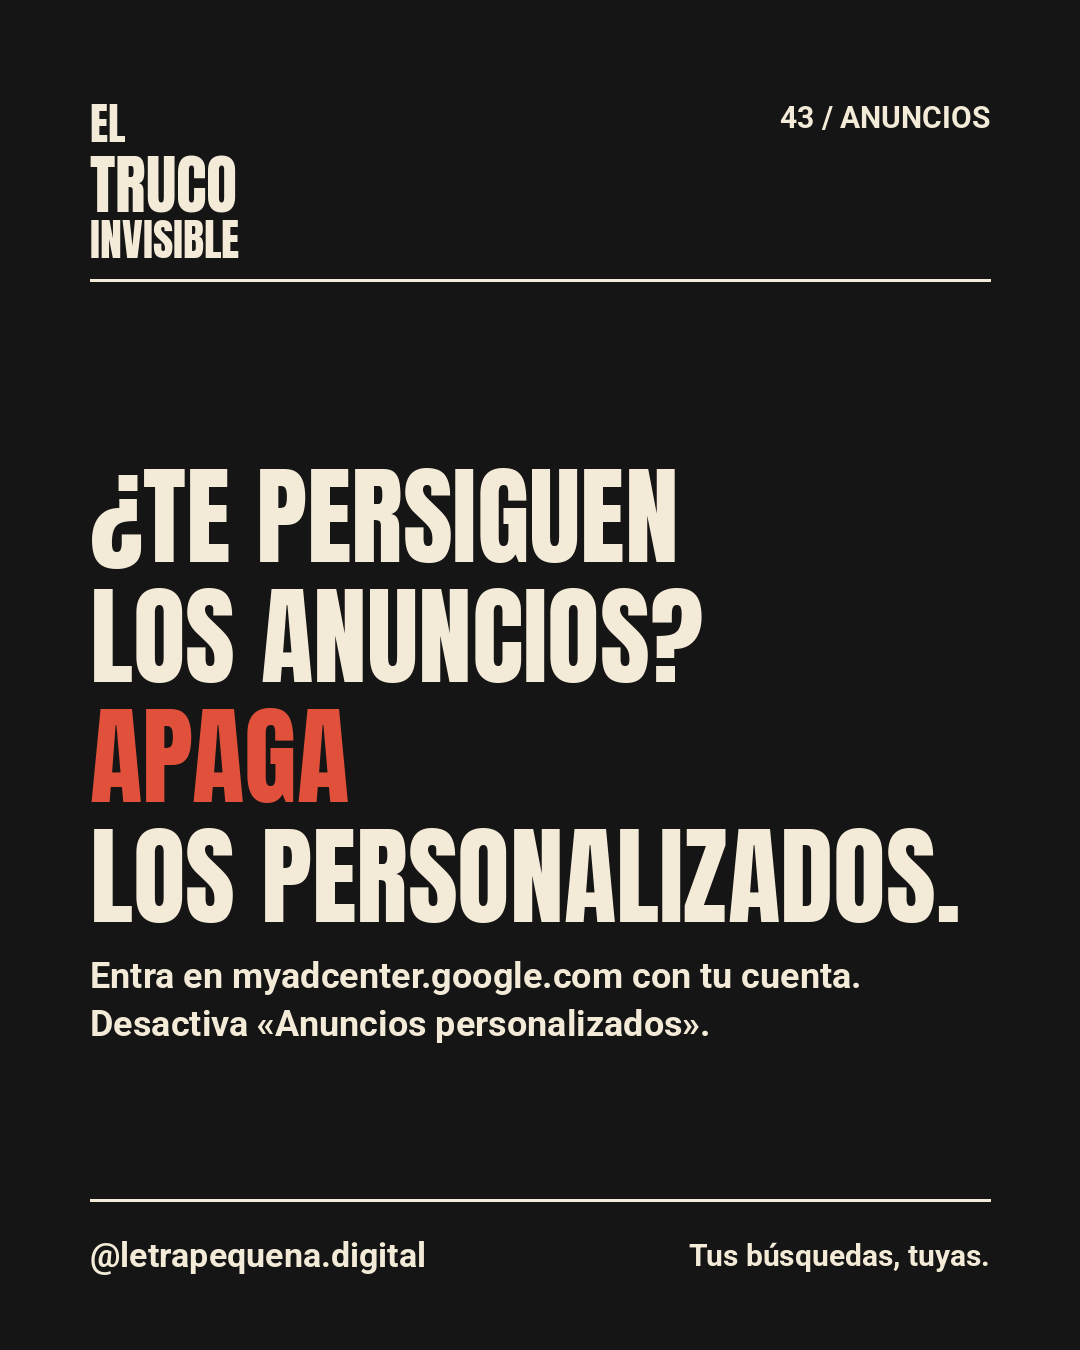 EL
TRUCO
INVISIBLE
43 / ANUNCIOS
¿TE PERSIGUEN
LOS ANUNCIOS?
APAGA
LOS PERSONALIZADOS.
Entra en myadcenter.google.com con tu cuenta.
Desactiva «Anuncios personalizados».
@letrapequena.digital
Tus búsquedas, tuyas.